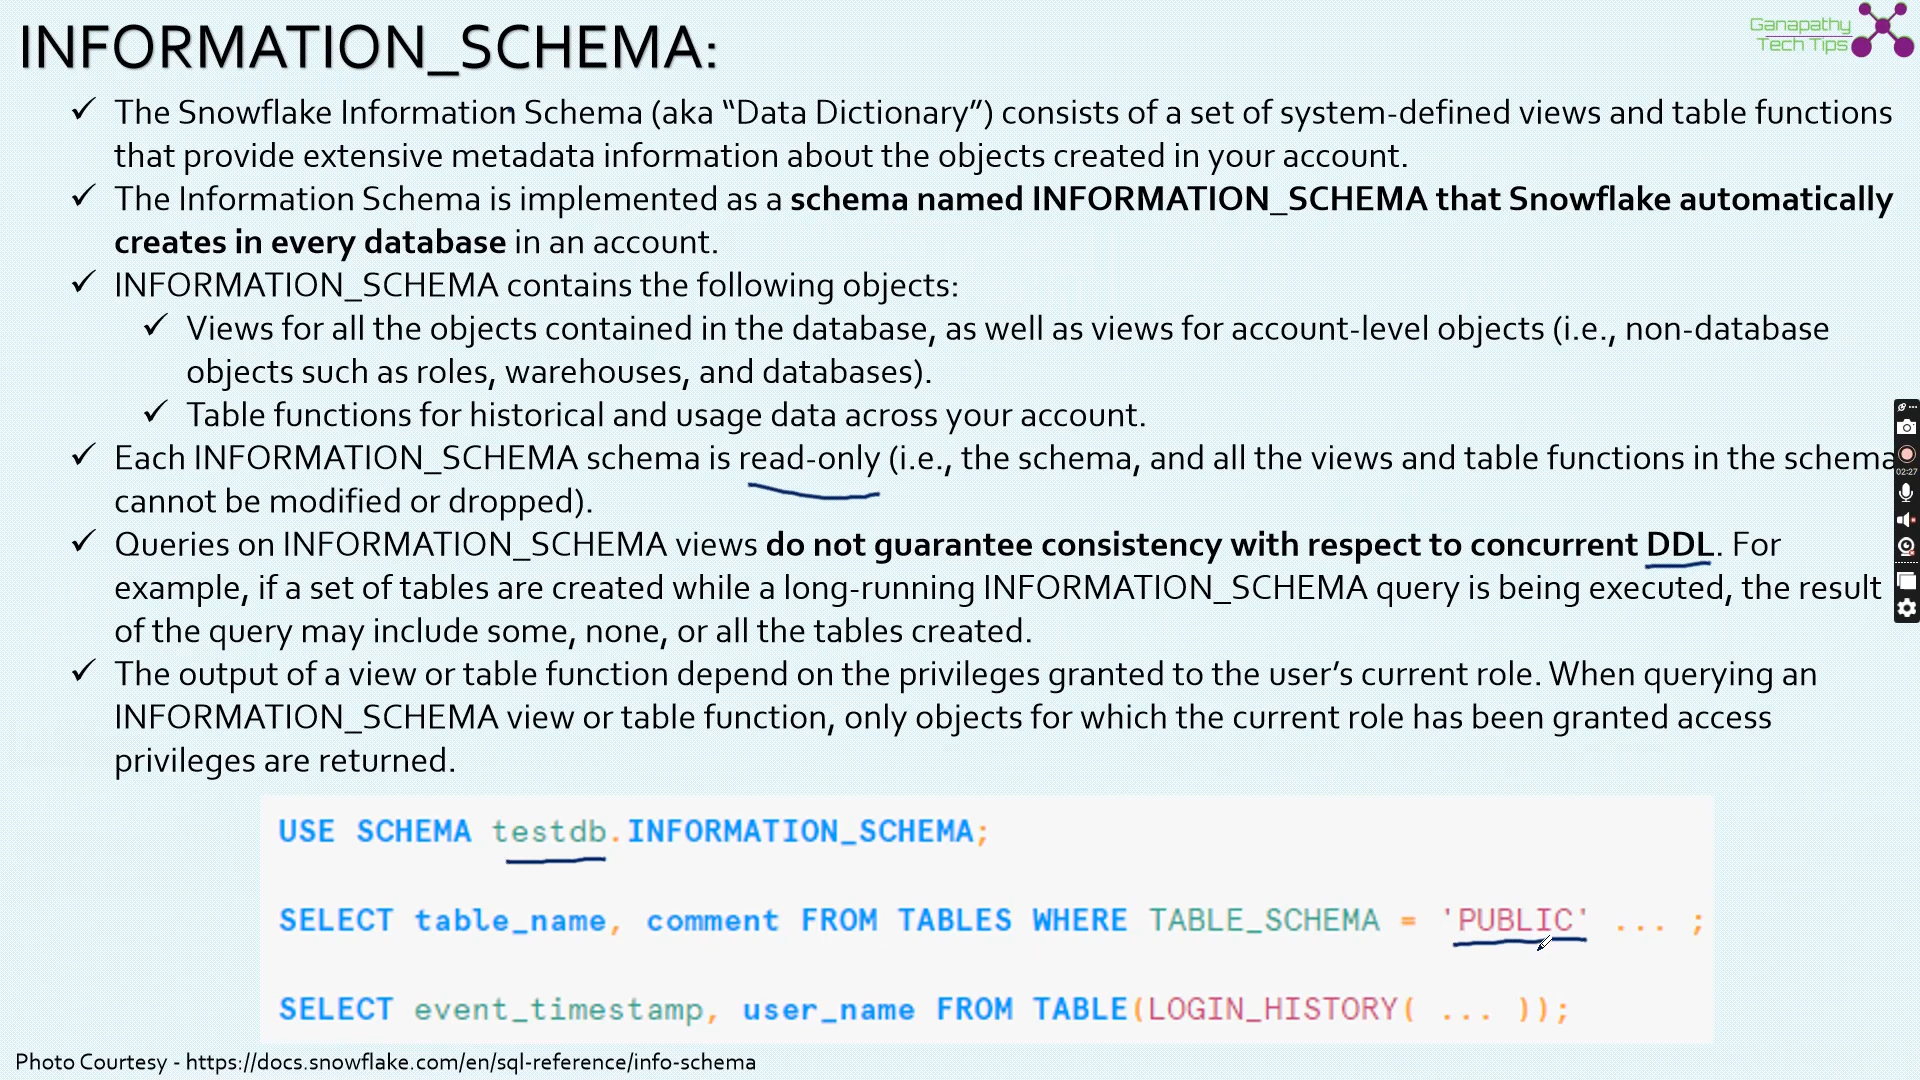 INFORMATION_SCHEMA:
Ganapathy
Tech Tips
The Snowflake Information Schema (aka “Data Dictionary”) consists of a set of system-defined views and table functions
that provide extensive metadata information about the objects created in your account.
The Information Schema is implemented as a schema named INFORMATION_SCHEMA that Snowflake automatically
creates in every database in an account.
INFORMATION_SCHEMA contains the following objects:
Views for all the objects contained in the database, as well as views for account-level objects (i.e., non-database
objects such as roles, warehouses, and databases).
Table functions for historical and usage data across your account.
Each INFORMATION_SCHEMA schema is read-only (i.e., the schema, and all the views and table functions in the schema
cannot be modified or dropped).
Queries on INFORMATION_SCHEMA views do not guarantee consistency with respect to concurrent DDL. For
example, if a set of tables are created while a long-running INFORMATION_SCHEMA query is being executed, the result
of the query may include some, none, or all the tables created.
The output of a view or table function depend on the privileges granted to the user’s current role. When querying an
INFORMATION_SCHEMA view or table function, only objects for which the current role has been granted access
privileges are returned.
02:27
USE SCHEMA testdb.INFORMATION_SCHEMA;
SELECT table_name, comment FROM TABLES WHERE TABLE_SCHEMA = 'PUBLIC' ... ;
SELECT event_timestamp, user_name FROM TABLE(LOGIN_HISTORY( ... ));
Photo Courtesy - https://docs.snowflake.com/en/sql-reference/info-schema